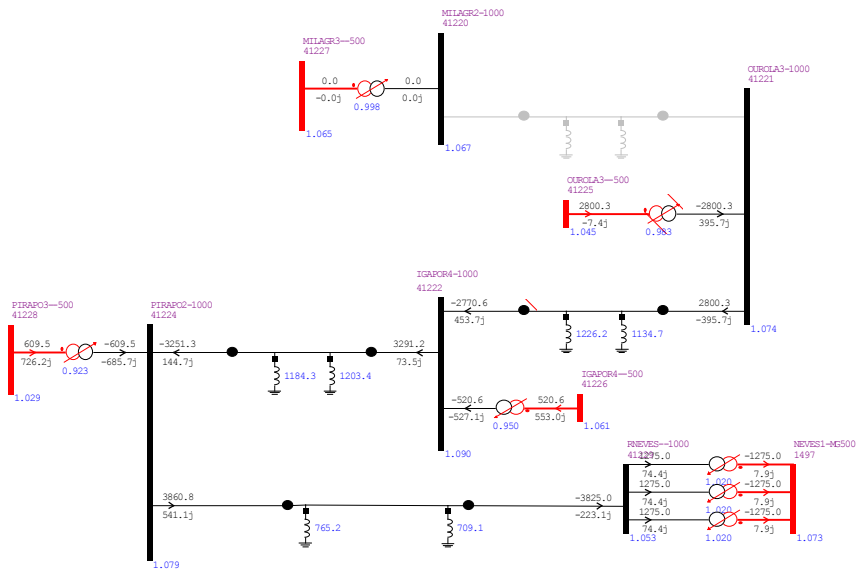 MILAGR2-1000
41220
MILAGR3--500
41227
0.0
-0.0j
0.0
0.0j
0.998
1.065
1.067
OUROLA3-1000
41221
OUROLA3--500
41225
2800.3
-7.4j
-2800.3
395.7j
0.983
1.045
IGAPOR4-1000
41222
-2770.6
453.7j
2800.3
-395.7j
1226.2
1134.7
1.074
PIRAPO3--500
41228
PIRAPO2-1000
41224
609.5
726.2j
-609.5
-685.7j
0.923
1.029
-3251.3
144.7j
3291.2
73.5j
1184.3
1203.4
IGAPOR4--500
41226
-520.6
-527.1j
520.6
553.0j
0.950
1.061
1.090
RNEVES--1000
NEVES1-MG500
1497
1275.0
74.4j
-1275.0
7.9j
1.020
1275.0
74.4j
-1275.0
7.9j
1.020
1275.0
74.4j
-1275.0
7.9j
1.020
1.053
1.073
3860.8
541.1j
-3825.0
-223.1j
765.2
709.1
1.079